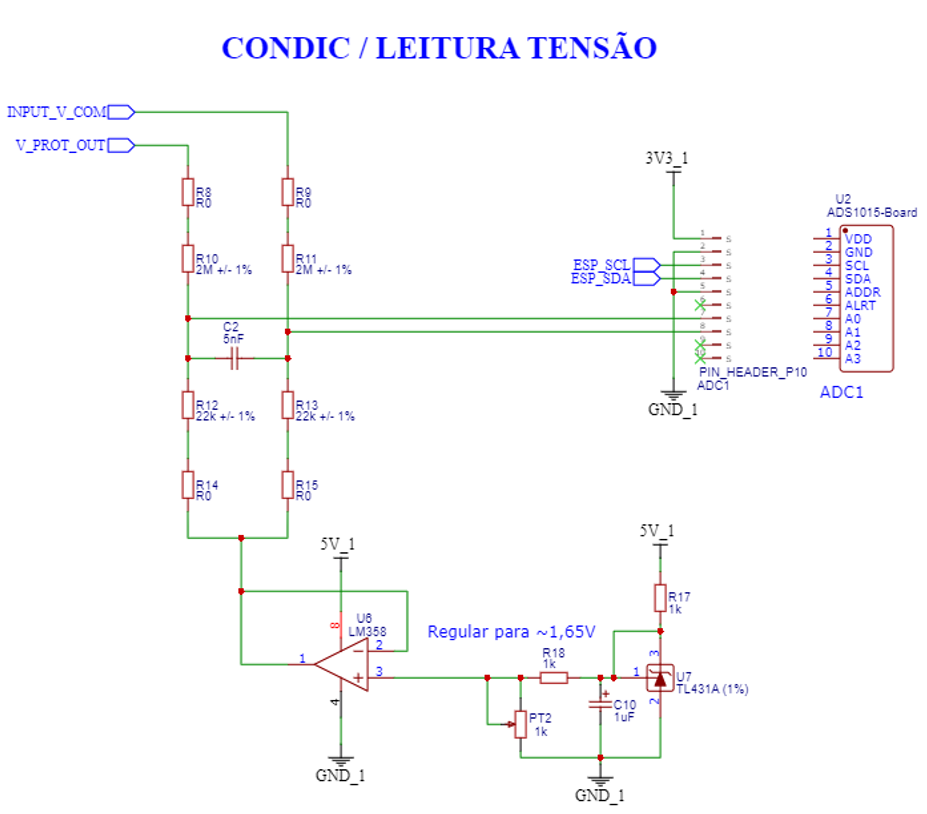 CONDIC / LEITURA TENSÃO
INPUT_V_COM
V_PROT_OUT
R8
R0
R9
R0
R10
2M +/- 1%
R11
2M +/- 1%
C2
5nF
R12
22k +/- 1%
R13
22k +/- 1%
R14
R0
R15
R0
3V3_1
ESP_SCL
ESP_SDA
1 S
2 S
3 S
4 S
5 S
6 S
7 S
8 S
9 S
10 S
PIN_HEADER_P10
ADC1
GND_1
U2
ADS1015-Board
1 VDD
2 GND
3 SCL
4 SDA
5 ADDR
6 ALRT
7 A0
8 A1
9 A2
10 A3
ADC1
5V_1
8
U6
LM358
1
2
3
4
GND_1
Regular para ~1,65V
R18
1k
PT2
1k
C10
1uF
5V_1
R17
1k
3
1
2
U7
TL431A (1%)
GND_1